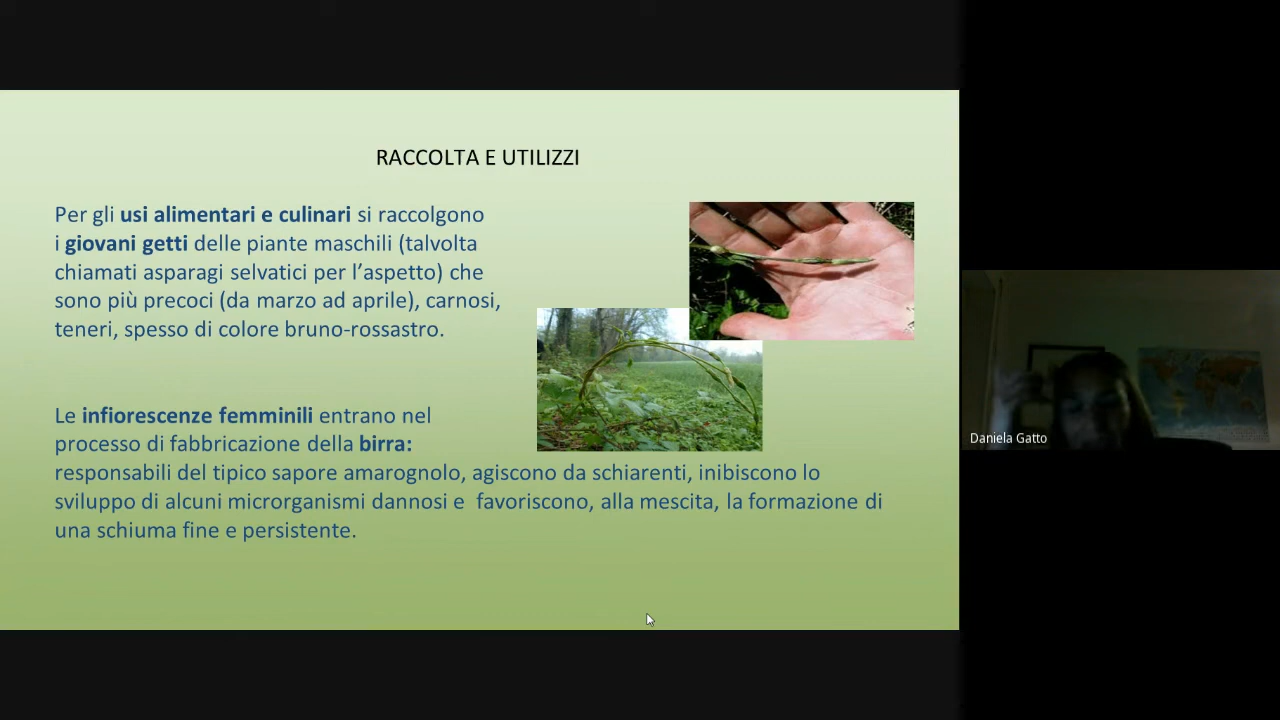 RACCOLTA E UTILIZZI
Per gli usi alimentari e culinari si raccolgono
i giovani getti delle piante maschili (talvolta
chiamati asparagi selvatici per l’aspetto) che
sono più precoci (da marzo ad aprile), carnosi,
teneri, spesso di colore bruno-rossastro.
Le infiorescenze femminili entrano nel
processo di fabbricazione della birra:
responsabili del tipico sapore amarognolo, agiscono da schiarenti, inibiscono lo
sviluppo di alcuni microrganismi dannosi e  favoriscono, alla mescita, la formazione di
una schiuma fine e persistente.
Daniela Gatto